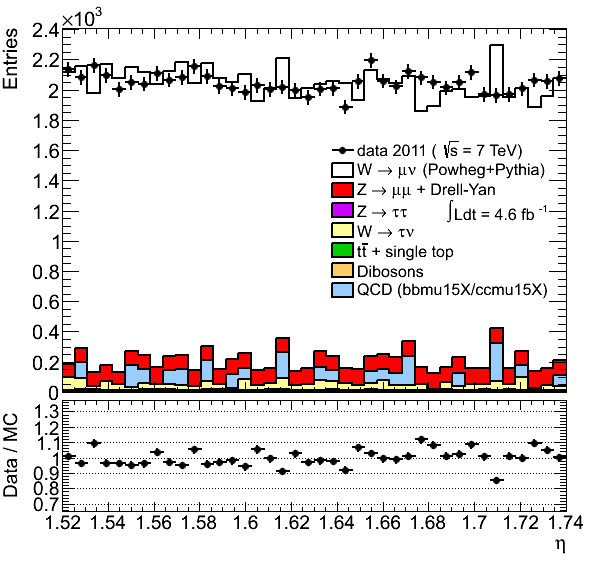 ×10³
Entries
2.4
2.2
2
1.8
1.6
1.4
1.2
1
0.8
0.6
0.4
0.2
0
data 2011 ( √s = 7 TeV)
W → μν (Powheg+Pythia)
Z → μμ + Drell-Yan
Z → ττ ∫Ldt = 4.6 fb⁻¹
W → τν
tt̄ + single top
Dibosons
QCD (bbmu15X/ccmu15X)
Data / MC
1.3
1.2
1.1
1
0.9
0.8
0.7
1.52 1.54 1.56 1.58 1.6 1.62 1.64 1.66 1.68 1.7 1.72 1.74
η